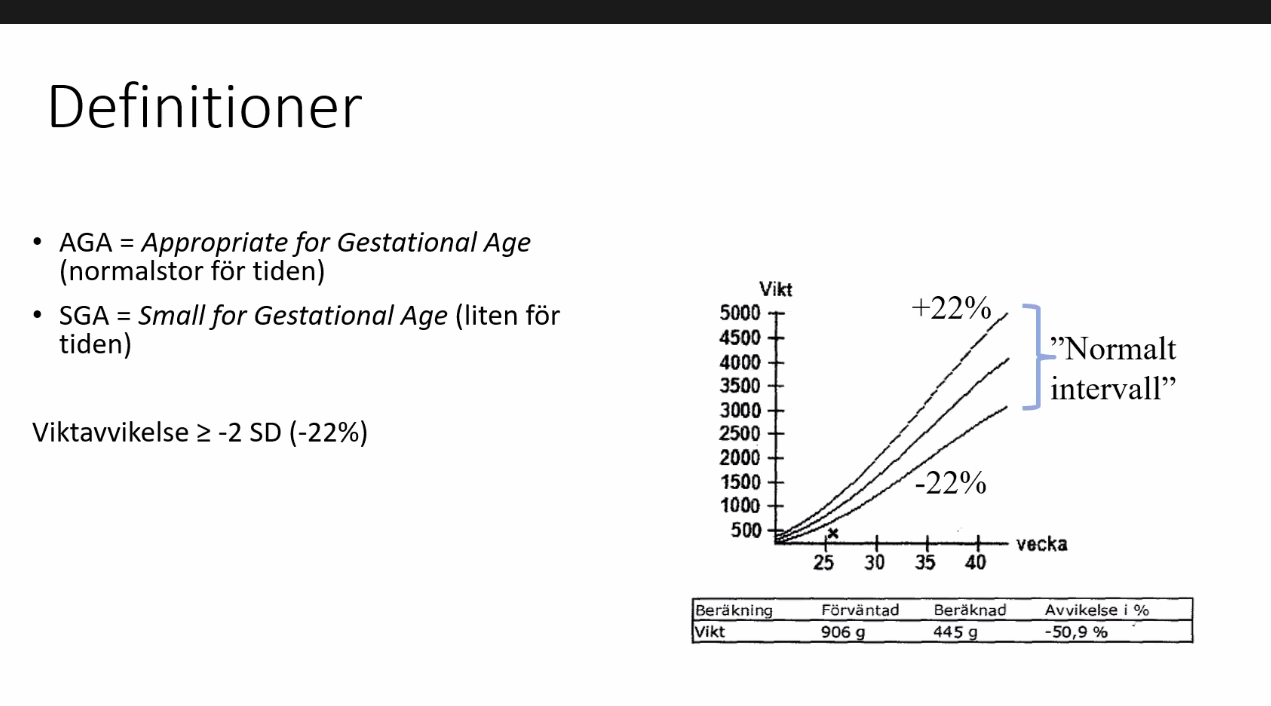 Definitioner
• AGA = Appropriate for Gestational Age
(normalstor för tiden)
• SGA = Small for Gestational Age (liten för
tiden)
Viktavvikelse ≥ -2 SD (-22%)
Vikt
5000
4500
4000
3500
3000
2500
2000
1500
1000
500
+22%
”Normalt
intervall”
-22%
vecka
25 30 35 40
Beräkning Förväntad Beräknad Avvikelse i %
Vikt 906 g 445 g -50,9 %